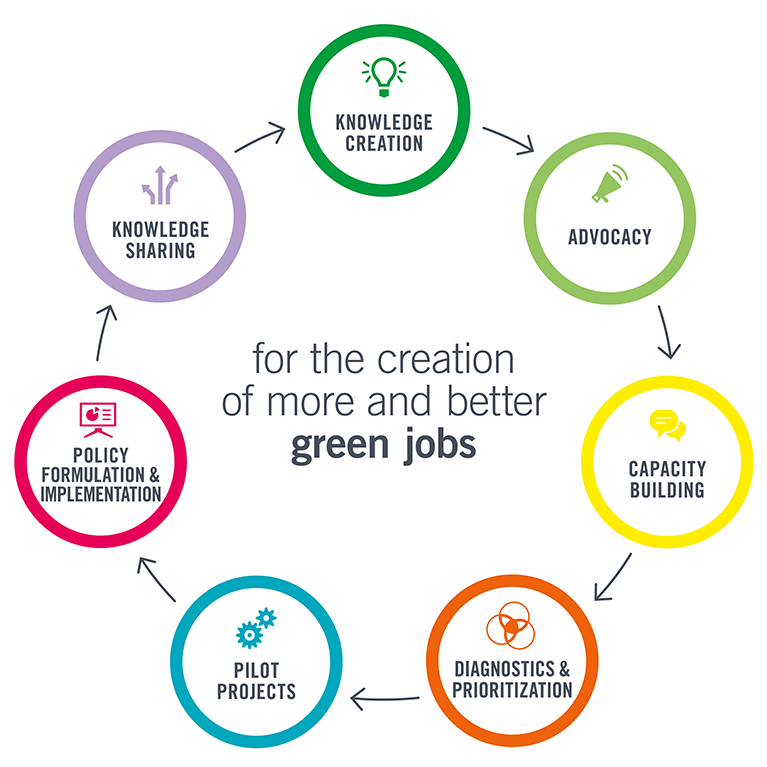 KNOWLEDGE
CREATION
ADVOCACY
CAPACITY
BUILDING
DIAGNOSTICS &
PRIORITIZATION
PILOT
PROJECTS
POLICY
FORMULATION &
IMPLEMENTATION
KNOWLEDGE
SHARING
for the creation
of more and better
green jobs